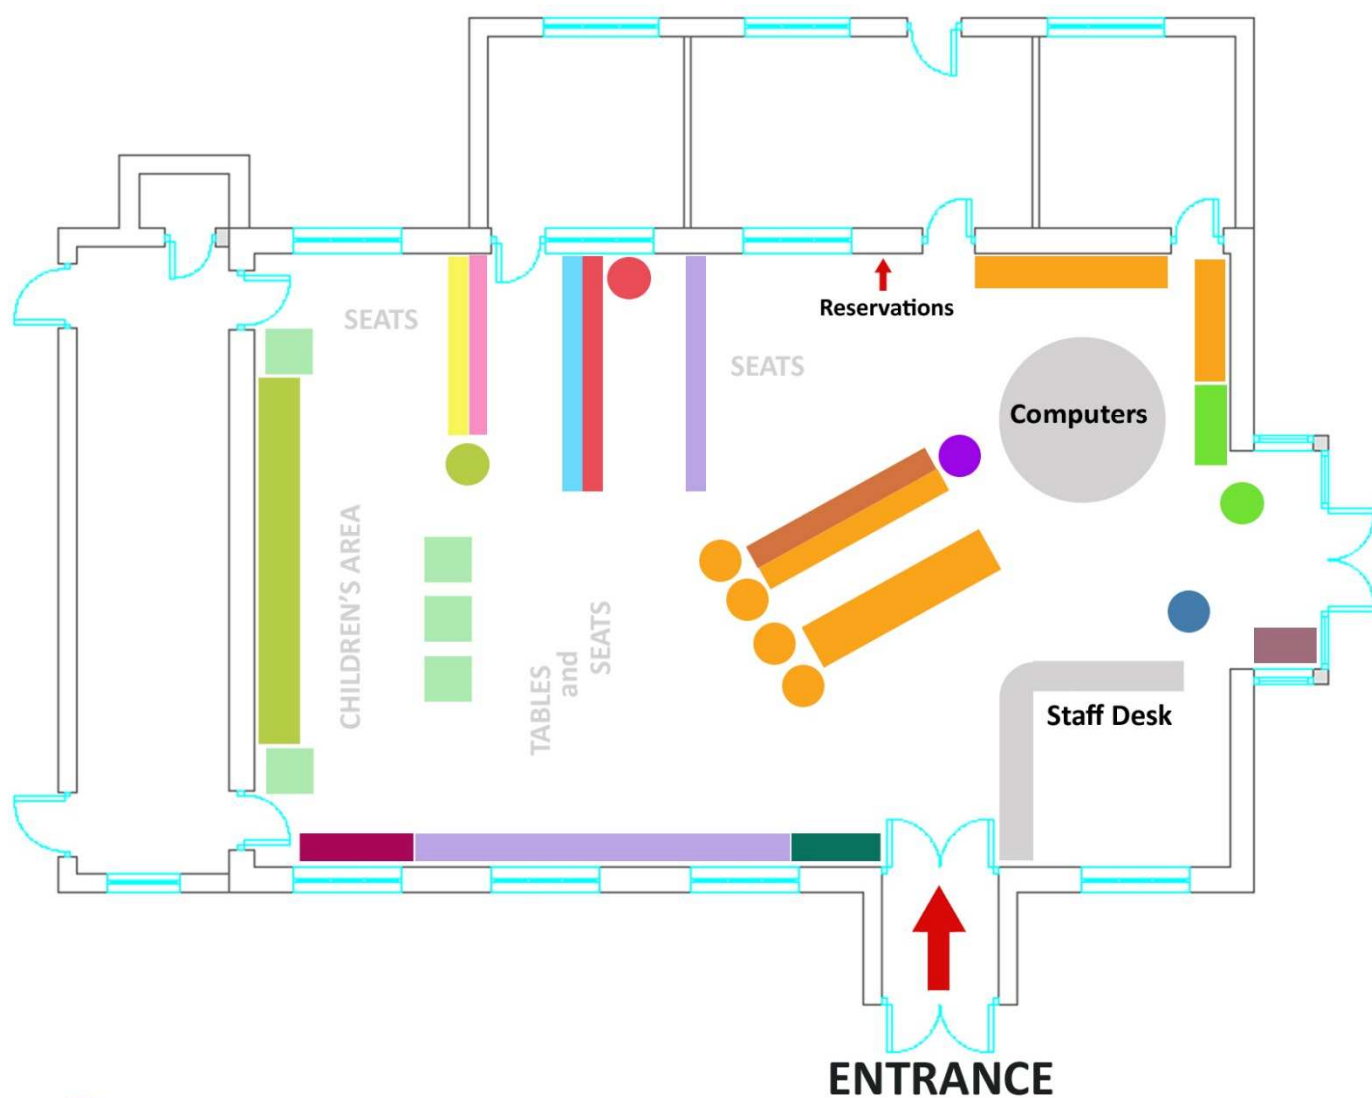 Reservations
SEATS
SEATS
Computers
CHILDREN'S AREA
TABLES
and
SEATS
Staff Desk
ENTRANCE